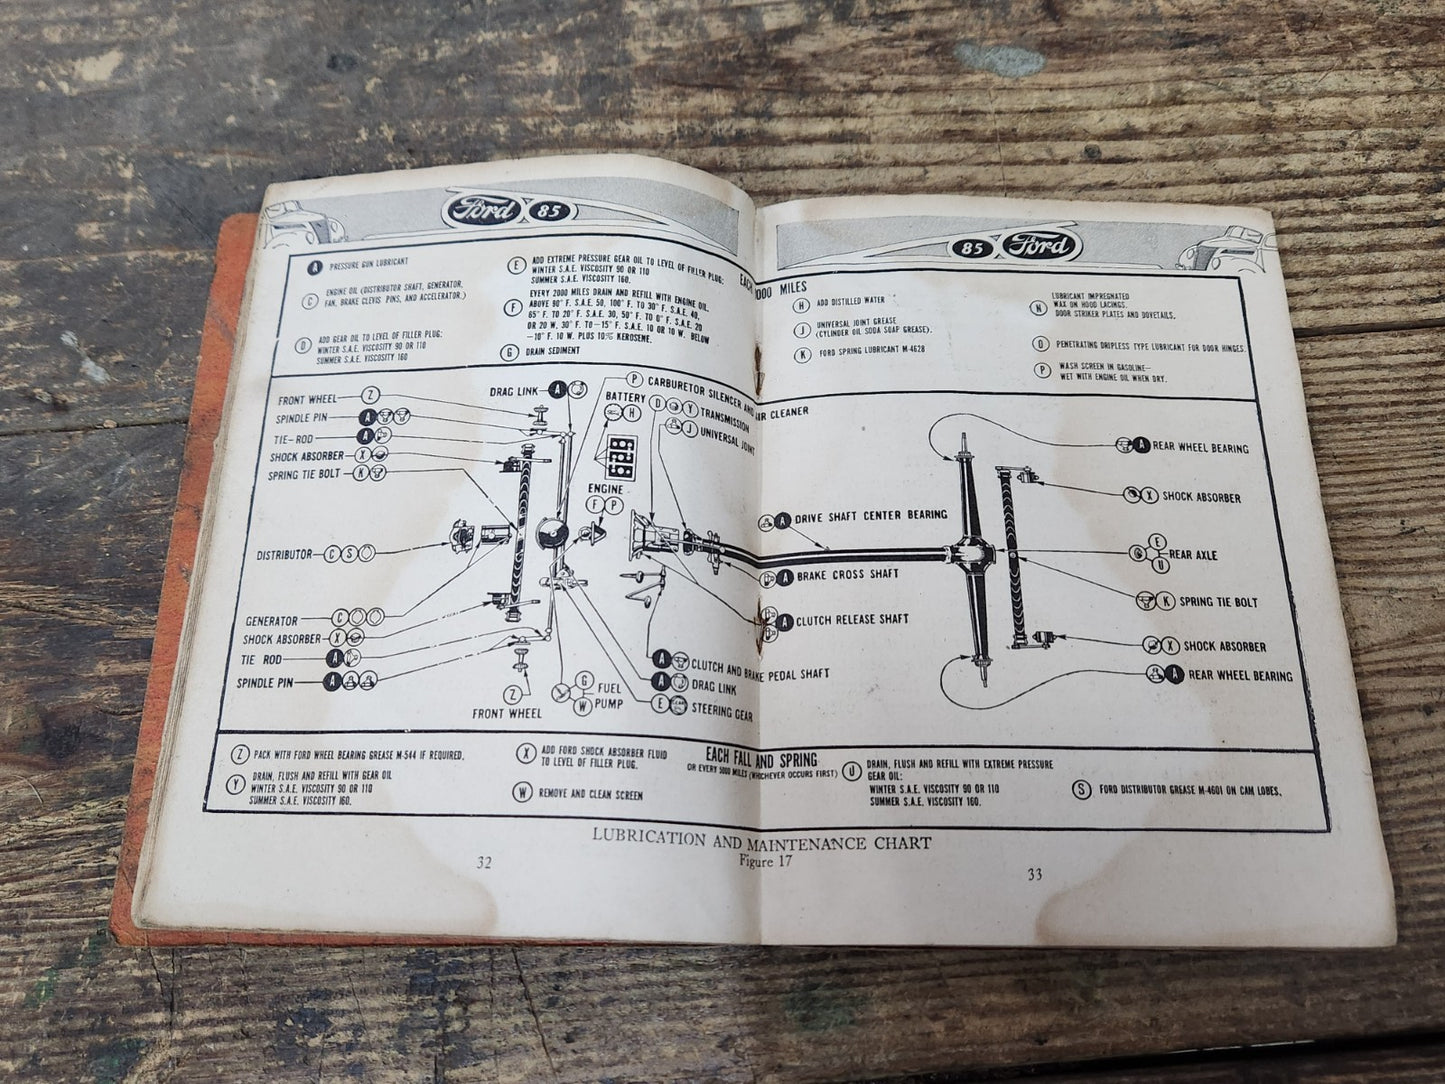 Ford 85
85 Ford
EACH 1000 MILES
A PRESSURE GUN LUBRICANT
C ENGINE OIL (DISTRIBUTOR SHAFT, GENERATOR,
FAN, BRAKE CLEVIS PINS, AND ACCELERATOR.)
D ADD GEAR OIL TO LEVEL OF FILLER PLUG:
WINTER S.A.E. VISCOSITY 90 OR 110
SUMMER S.A.E. VISCOSITY 160
E ADD EXTREME PRESSURE GEAR OIL TO LEVEL OF FILLER PLUG:
WINTER S.A.E. VISCOSITY 90 OR 110
SUMMER S.A.E. VISCOSITY 160.
F EVERY 2000 MILES DRAIN AND REFILL WITH ENGINE OIL.
ABOVE 90° F. S.A.E. 50, 100° F. TO 30° F. S.A.E. 40,
65° F. TO 20° F. S.A.E. 30, 50° F. TO 0° F. S.A.E. 20
OR 20 W. 30° F. TO -15° F. S.A.E. 10 OR 10 W. BELOW
-10° F. 10 W. PLUS 10% KEROSENE.
G DRAIN SEDIMENT
H ADD DISTILLED WATER
J UNIVERSAL JOINT GREASE
(CYLINDER OIL SODA SOAP GREASE).
K FORD SPRING LUBRICANT M-4628
N LUBRICANT IMPREGNATED
WAX ON HOOD LACINGS.
DOOR STRIKER PLATES AND DOVETAILS.
O PENETRATING DRIPLESS TYPE LUBRICANT FOR DOOR HINGES.
P WASH SCREEN IN GASOLINE—
WET WITH ENGINE OIL WHEN DRY.
FRONT WHEEL Z
SPINDLE PIN A
TIE-ROD A
SHOCK ABSORBER X
SPRING TIE BOLT K
DISTRIBUTOR C S
GENERATOR C
SHOCK ABSORBER X
TIE ROD A
SPINDLE PIN A
DRAG LINK A
P CARBURETOR SILENCER AND AIR CLEANER
BATTERY H
D Y TRANSMISSION
J UNIVERSAL JOINT
ENGINE
F P
Z
FRONT WHEEL
G W FUEL
PUMP
A CLUTCH AND BRAKE PEDAL SHAFT
A DRAG LINK
E STEERING GEAR
A DRIVE SHAFT CENTER BEARING
A BRAKE CROSS SHAFT
A CLUTCH RELEASE SHAFT
A REAR WHEEL BEARING
X SHOCK ABSORBER
E U REAR AXLE
K SPRING TIE BOLT
X SHOCK ABSORBER
A REAR WHEEL BEARING
EACH FALL AND SPRING
OR EVERY 5000 MILES (WHICHEVER OCCURS FIRST)
Z PACK WITH FORD WHEEL BEARING GREASE M-544 IF REQUIRED.
Y DRAIN, FLUSH AND REFILL WITH GEAR OIL
WINTER S.A.E. VISCOSITY 90 OR 110
SUMMER S.A.E. VISCOSITY 160.
X ADD FORD SHOCK ABSORBER FLUID
TO LEVEL OF FILLER PLUG.
W REMOVE AND CLEAN SCREEN
U DRAIN, FLUSH AND REFILL WITH EXTREME PRESSURE
GEAR OIL:
WINTER S.A.E. VISCOSITY 90 OR 110
SUMMER S.A.E. VISCOSITY 160.
S FORD DISTRIBUTOR GREASE M-4601 ON CAM LOBES.
LUBRICATION AND MAINTENANCE CHART
Figure 17
32
33